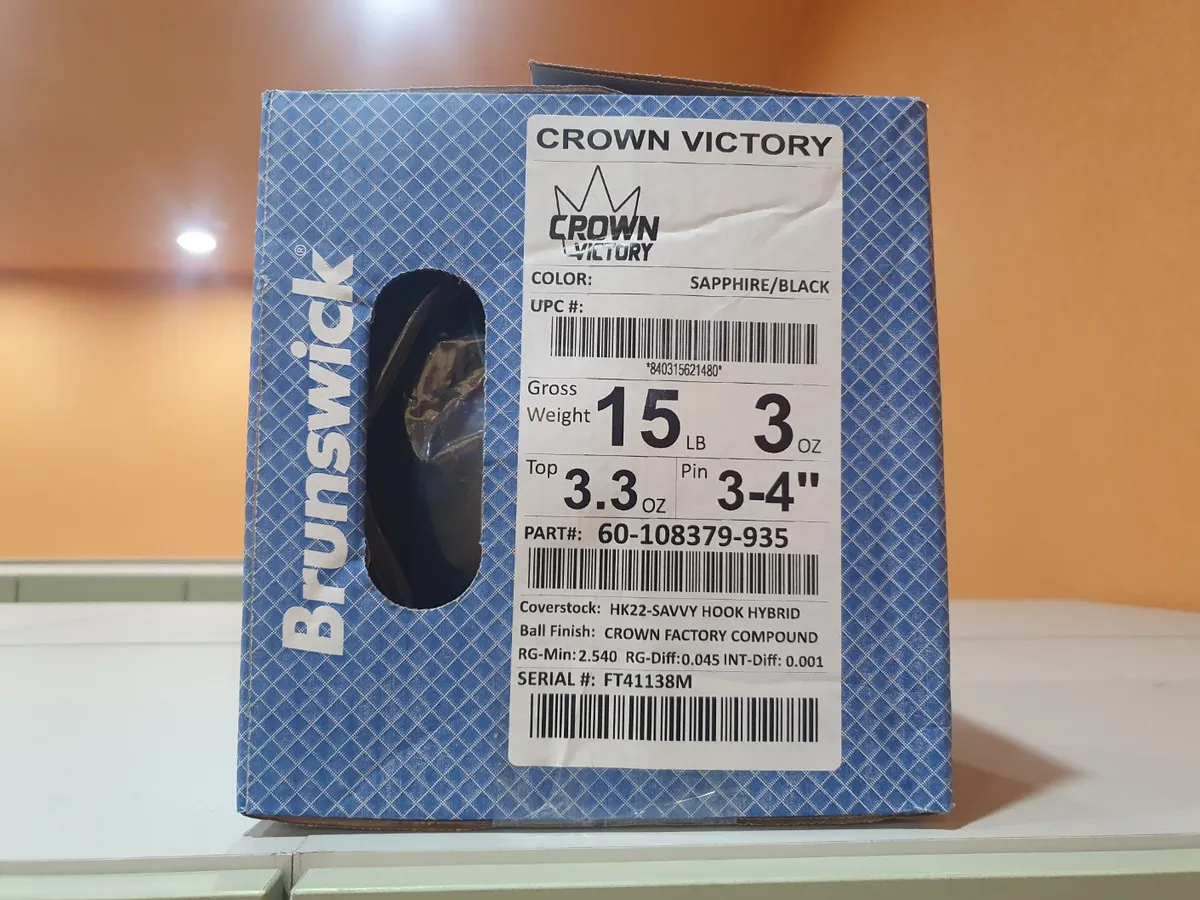 Brunswick®
CROWN VICTORY
CROWN
VICTORY
COLOR: SAPPHIRE/BLACK
UPC #:
*840315621480*
Gross
Weight 15 LB 3 OZ
Top 3.3 OZ Pin 3-4"
PART#: 60-108379-935
Coverstock: HK22-SAVVY HOOK HYBRID
Ball Finish: CROWN FACTORY COMPOUND
RG-Min: 2.540 RG-Diff: 0.045 INT-Diff: 0.001
SERIAL #: FT41138M